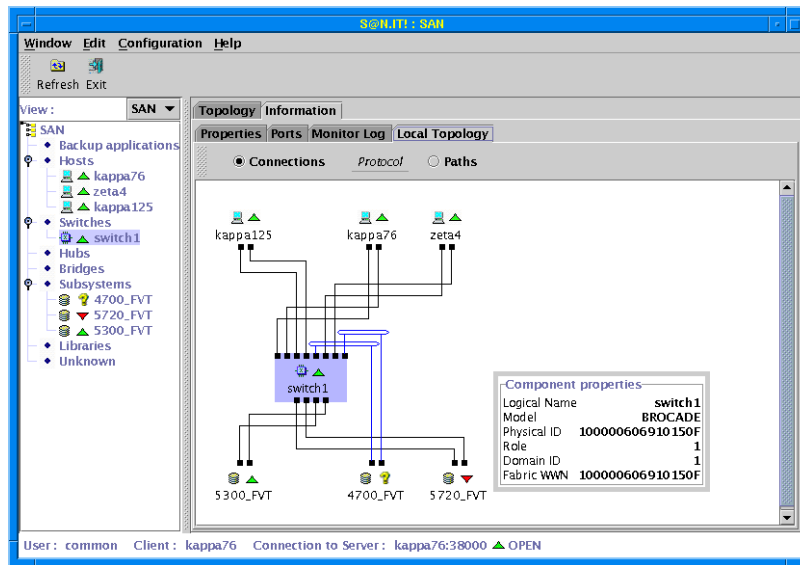 S@N.IT! : SAN
Window Edit Configuration Help
Refresh Exit
View : SAN
Topology Information
Properties Ports Monitor Log Local Topology
Connections Protocol Paths
SAN
Backup applications
Hosts
kappa76
zeta4
kappa125
Switches
switch1
Hubs
Bridges
Subsystems
4700_FVT
5720_FVT
5300_FVT
Libraries
Unknown
kappa125 kappa76 zeta4
switch1
5300_FVT 4700_FVT 5720_FVT
Component properties
Logical Name switch1
Model BROCADE
Physical ID 100000606910150F
Role 1
Domain ID 1
Fabric WWN 100000606910150F
User : common Client : kappa76 Connection to Server : kappa76:38000 OPEN